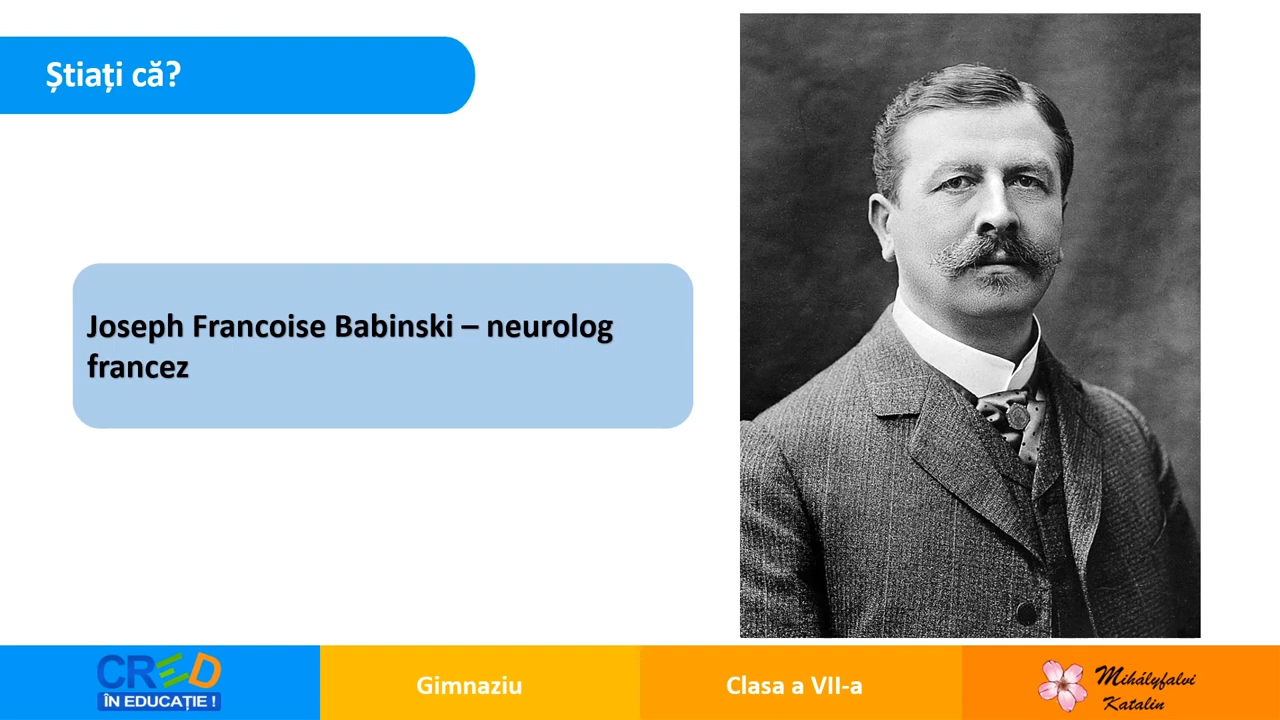 Știați că?
Joseph Francoise Babinski – neurolog
francez
CRED
ÎN EDUCAȚIE !
Gimnaziu
Clasa a VII-a
Mihályfalvi
Katalin